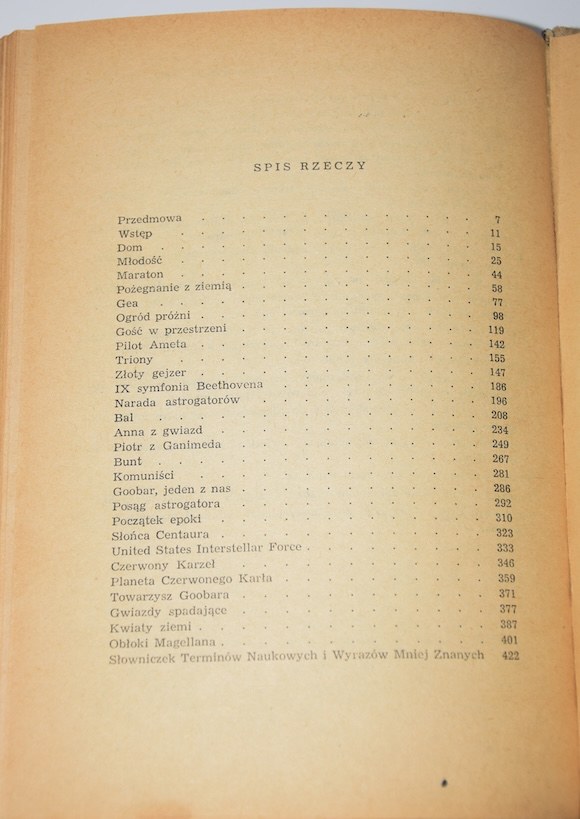 SPIS RZECZY
Przedmowa . . . . . . . . . . . . . . 7
Wstęp . . . . . . . . . . . . . . . 11
Dom . . . . . . . . . . . . . . . . 15
Młodość . . . . . . . . . . . . . . . 25
Maraton . . . . . . . . . . . . . . . 44
Pożegnanie z ziemią . . . . . . . . . . . . 58
Gea . . . . . . . . . . . . . . . . 77
Ogród próżni . . . . . . . . . . . . . . 98
Gość w przestrzeni . . . . . . . . . . . . 119
Pilot Ameta . . . . . . . . . . . . . . 142
Triony . . . . . . . . . . . . . . . 155
Złoty gejzer . . . . . . . . . . . . . . 147
IX symfonia Beethovena . . . . . . . . . . 186
Narada astrogatorów . . . . . . . . . . . . 196
Bal . . . . . . . . . . . . . . . . 208
Anna z gwiazd . . . . . . . . . . . . . 234
Piotr z Ganimeda . . . . . . . . . . . . 249
Bunt . . . . . . . . . . . . . . . . 267
Komuniści . . . . . . . . . . . . . . 281
Goobar, jeden z nas . . . . . . . . . . . . 286
Posąg astrogatora . . . . . . . . . . . . 292
Początek epoki . . . . . . . . . . . . . 310
Słońca Centaura . . . . . . . . . . . . . 323
United States Interstellar Force . . . . . . . . . 333
Czerwony Karzeł . . . . . . . . . . . . 346
Planeta Czerwonego Karła . . . . . . . . . . 359
Towarzysz Goobara . . . . . . . . . . . . 371
Gwiazdy spadające . . . . . . . . . . . . 377
Kwiaty ziemi . . . . . . . . . . . . . . 387
Obłoki Magellana . . . . . . . . . . . . . 401
Słowniczek Terminów Naukowych i Wyrazów Mniej Znanych 422